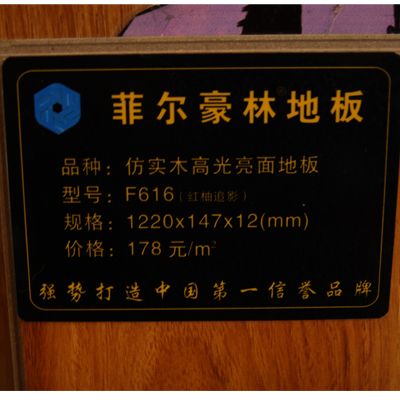 菲尔豪林地板®
品种: 仿实木高光亮面地板
型号: F616(红柚追影)
规格: 1220x147x12(mm)
价格: 178 元/m²
强势打造中国第一信誉品牌